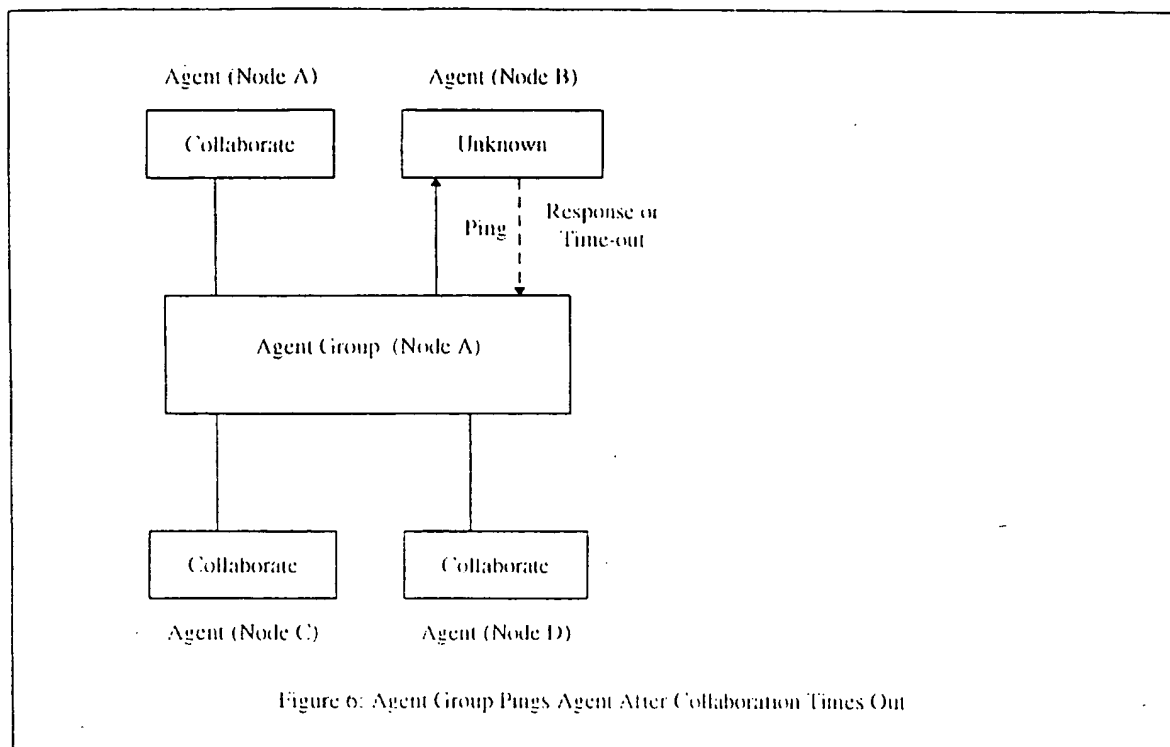 Agent (Node A)
Agent (Node B)
Collaborate
Unknown
Ping
Response or
Time-out
Agent Group (Node A)
Collaborate
Collaborate
Agent (Node C)
Agent (Node D)
Figure 6: Agent Group Pings Agent After Collaboration Times Out